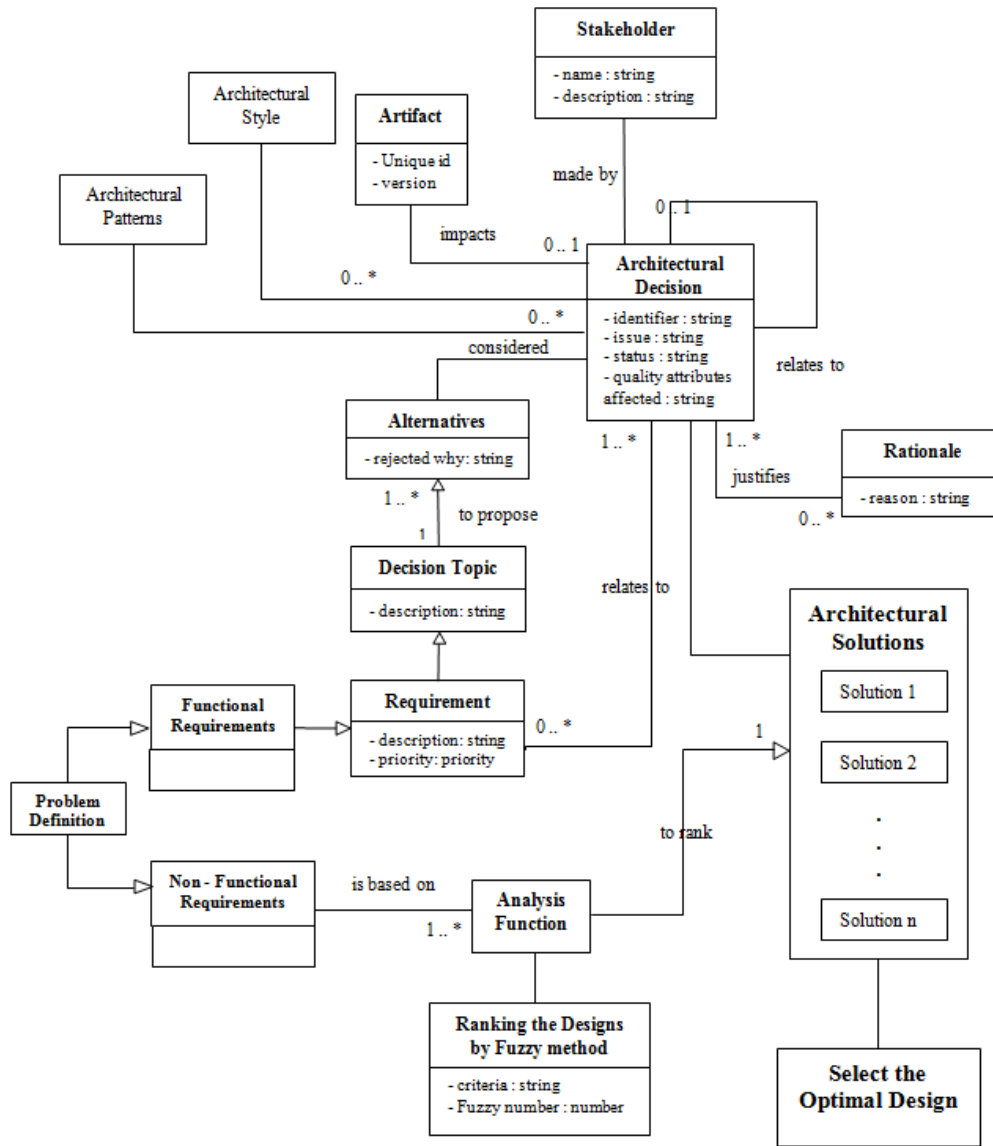 Stakeholder
- name : string
- description : string
Architectural
Style
Artifact
- Unique id
- version
made by
Architectural
Patterns
0 .. 1
impacts
0 .. 1
Architectural
Decision
- identifier : string
- issue : string
- status : string
- quality attributes
affected : string
0 .. *
0 .. *
considered
relates to
Alternatives
- rejected why: string
1 .. *
1 .. *
Rationale
- reason : string
justifies
0 .. *
1 .. *
to propose
1
Decision Topic
- description: string
relates to
Architectural
Solutions
Solution 1
Solution 2
.
.
.
Solution n
Functional
Requirements
Requirement
- description: string
- priority: priority
0 .. *
1
Problem
Definition
to rank
Non - Functional
Requirements
is based on
1 .. *
Analysis
Function
Ranking the Designs
by Fuzzy method
- criteria : string
- Fuzzy number : number
Select the
Optimal Design